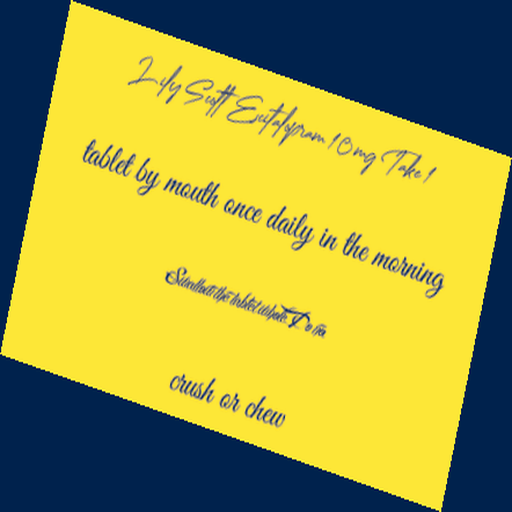 Lily Scott Escitalopram 10mg Take 1
tablet by mouth once daily in the morning
Swallow the tablet whole. Do not
crush or chew